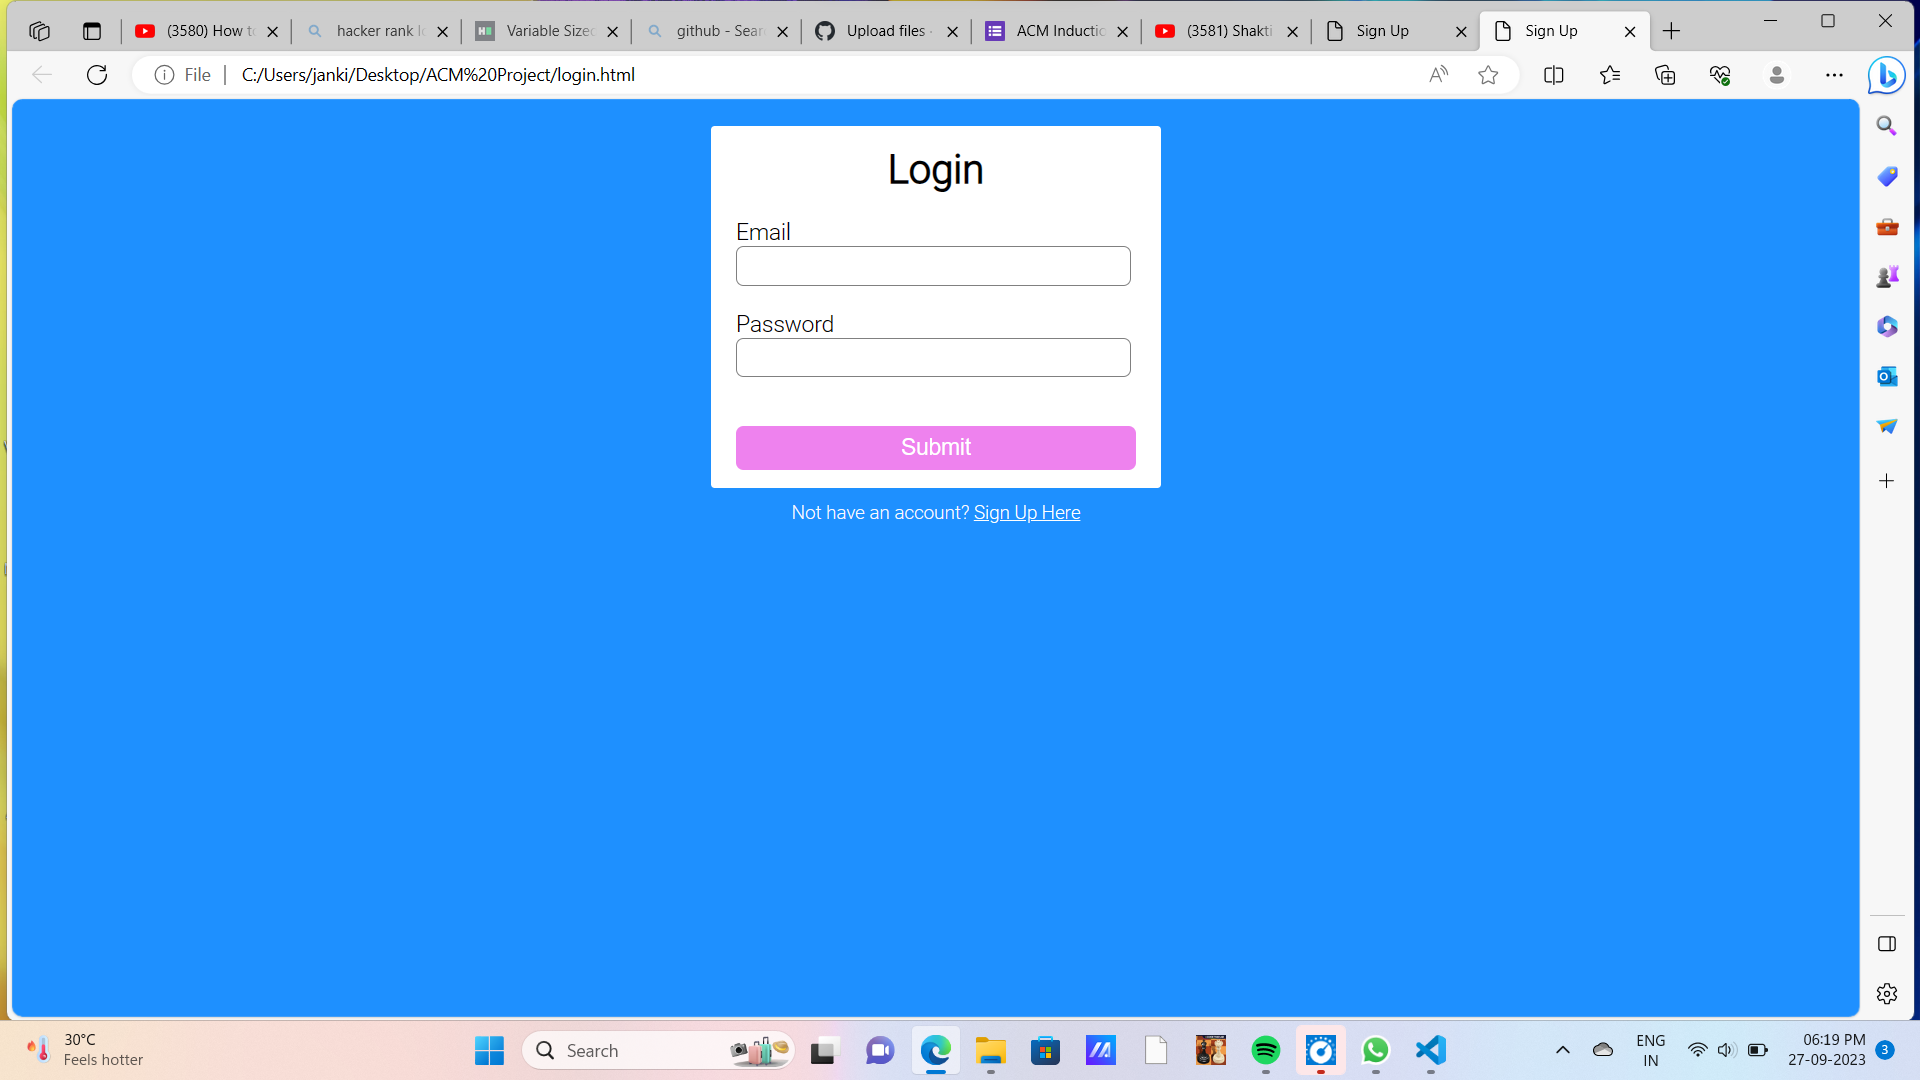 (3580) How to
hacker rank lo
Variable Sized
github - Sear
Upload files ·
ACM Inductio
(3581) Shakti
Sign Up
Sign Up
File
C:/Users/janki/Desktop/ACM%20Project/login.html
Login
Email
Password
Submit
Not have an account? Sign Up Here
30°C
Feels hotter
Search
ENG
IN
06:19 PM
27-09-2023
3